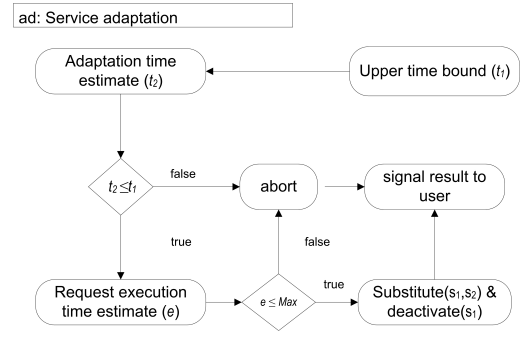 ad: Service adaptation
Adaptation time
estimate (t₂)
Upper time bound (t₁)
t₂≤t₁
false
abort
signal result to
user
true
false
Request execution
time estimate (e)
e ≤ Max
true
Substitute(s₁,s₂) &
deactivate(s₁)